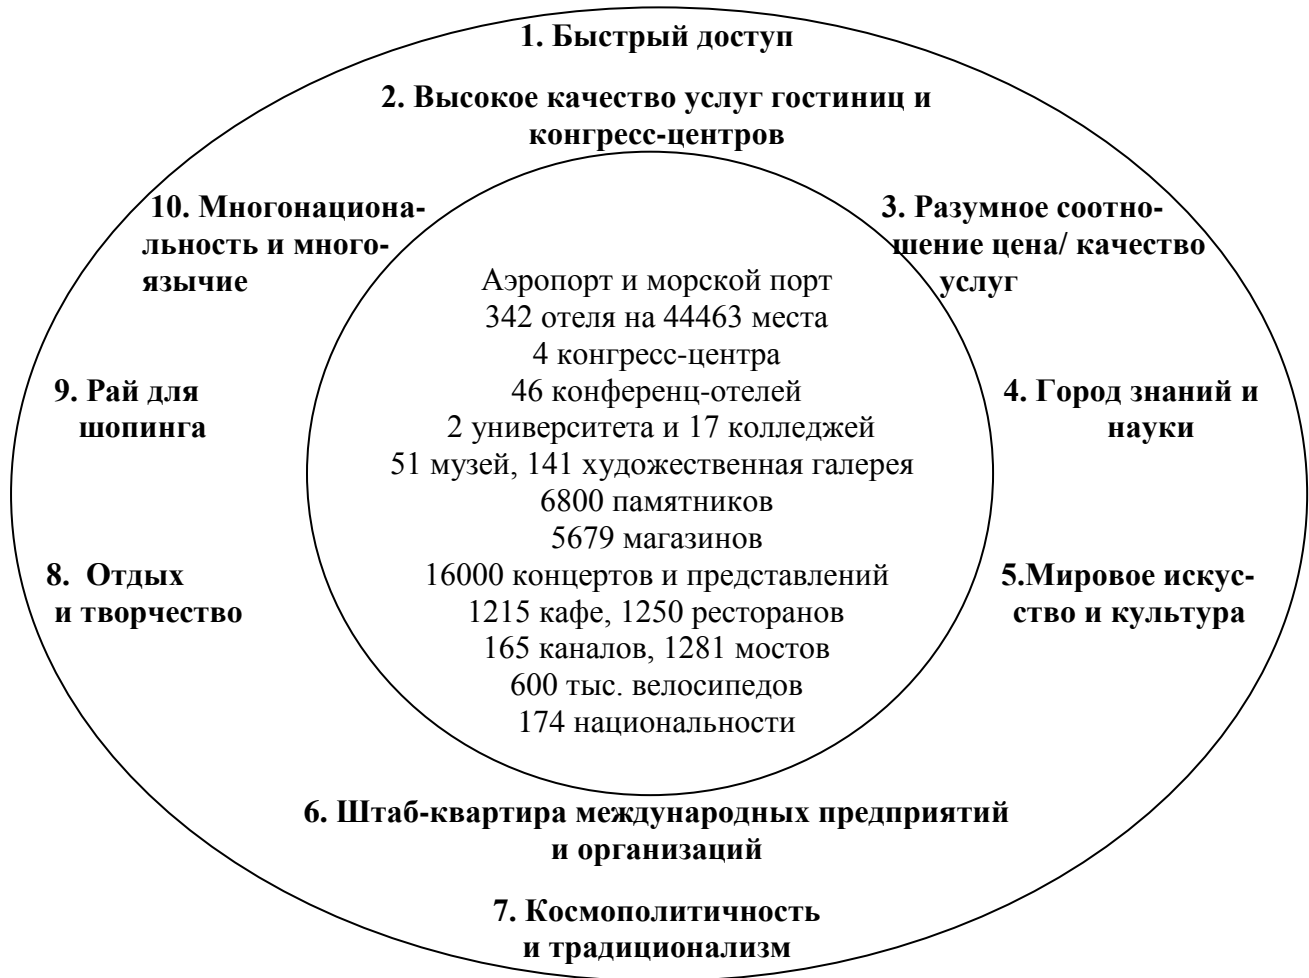 1. Быстрый доступ
2. Высокое качество услуг гостиниц и
конгресс-центров
10. Многонациона-
льность и много-
язычие
3. Разумное соотно-
шение цена/ качество
услуг
Аэропорт и морской порт
342 отеля на 44463 места
4 конгресс-центра
46 конференц-отелей
2 университета и 17 колледжей
51 музей, 141 художественная галерея
6800 памятников
5679 магазинов
16000 концертов и представлений
1215 кафе, 1250 ресторанов
165 каналов, 1281 мостов
600 тыс. велосипедов
174 национальности
9. Рай для
шопинга
4. Город знаний и
науки
8. Отдых
и творчество
5.Мировое искус-
ство и культура
6. Штаб-квартира международных предприятий
и организаций
7. Космополитичность
и традиционализм